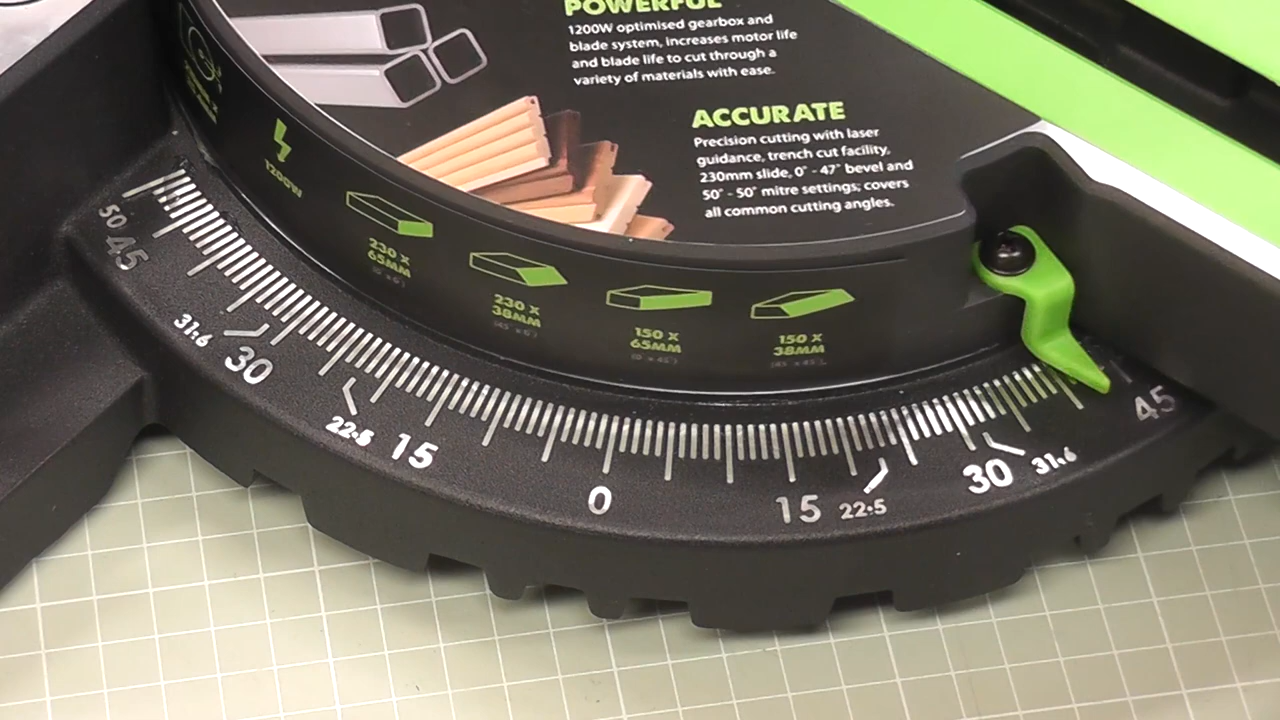 POWERFUL
1200W optimised gearbox and
blade system, increases motor life
and blade life to cut through a
variety of materials with ease.
ACCURATE
Precision cutting with laser
guidance, trench cut facility,
230mm slide, 0° - 47° bevel and
50° - 50° mitre settings; covers
all common cutting angles.
1200W
230 X
65MM
230 X
38MM
150 X
65MM
150 X
38MM
50
45
31.6
30
22.5
15
0
15
22.5
30
31.6
45